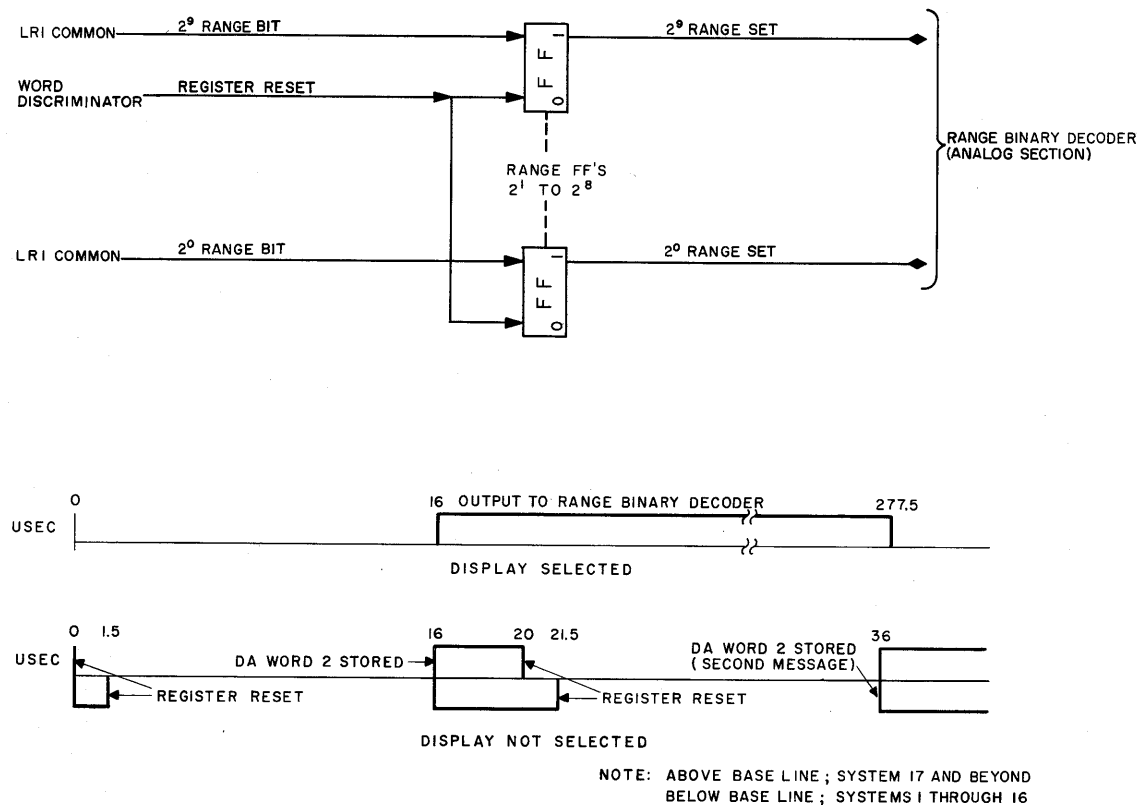 LRI COMMON
2⁹ RANGE BIT
1
FF
0
2⁹ RANGE SET
WORD
DISCRIMINATOR
REGISTER RESET
RANGE FF'S
2¹ TO 2⁸
RANGE BINARY DECODER
(ANALOG SECTION)
LRI COMMON
2⁰ RANGE BIT
1
FF
0
2⁰ RANGE SET
0
16 OUTPUT TO RANGE BINARY DECODER
277.5
USEC
DISPLAY SELECTED
0 1.5
16 20 21.5
36
USEC
DA WORD 2 STORED
DA WORD 2 STORED
(SECOND MESSAGE)
REGISTER RESET
REGISTER RESET
DISPLAY NOT SELECTED
NOTE: ABOVE BASE LINE; SYSTEM 17 AND BEYOND
BELOW BASE LINE; SYSTEMS 1 THROUGH 16